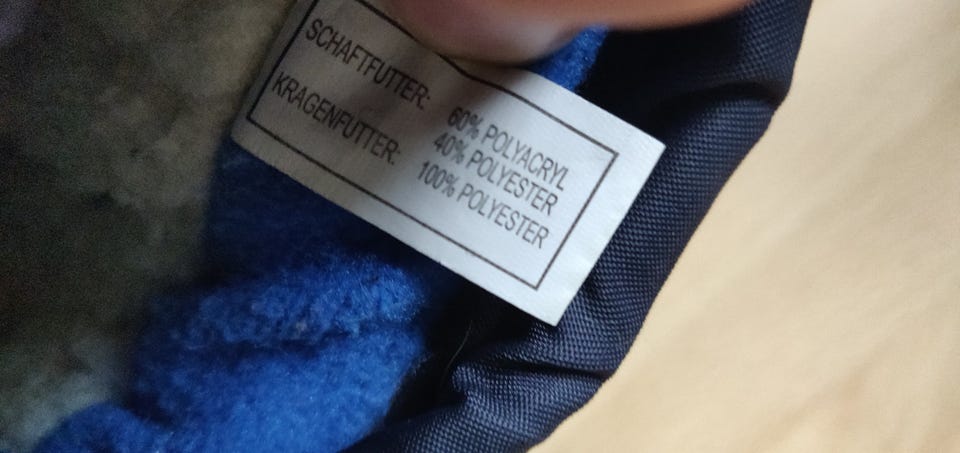 SCHAFTFUTTER: 60% POLYACRYL
40% POLYESTER
KRAGENFUTTER: 100% POLYESTER